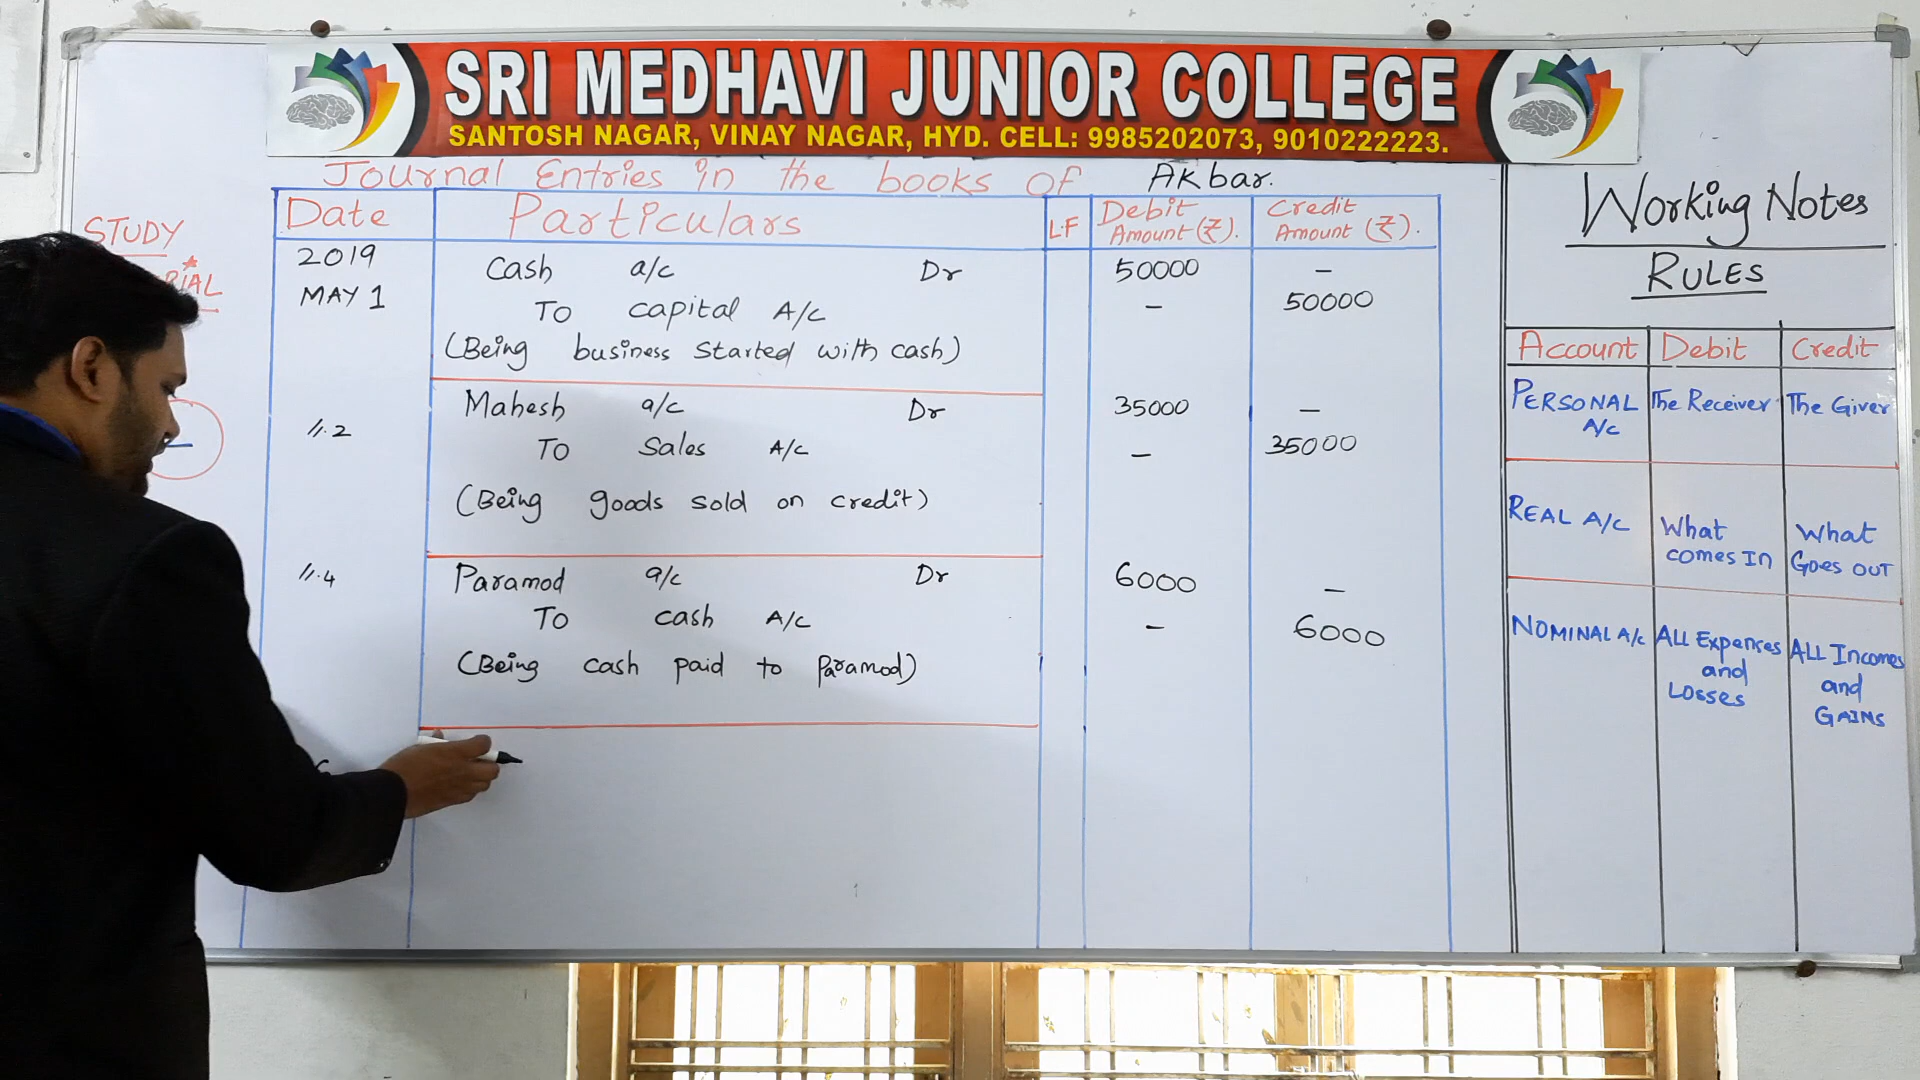 SRI MEDHAVI JUNIOR COLLEGE
SANTOSH NAGAR, VINAY NAGAR, HYD. CELL: 9985202073, 9010222223.
Journal Entries in the books of Akbar.
STUDY
Date Particulars L.F Debit Amount (₹). Credit Amount (₹).
2019
MAY 1
Cash a/c Dr 50000 –
To capital A/c – 50000
(Being business started with cash)
〃.2 Mahesh a/c Dr 35000 –
To Sales A/c – 35000
(Being goods sold on credit)
〃.4 Paramod a/c Dr 6000 –
To cash A/c – 6000
(Being cash paid to Paramod)
Working Notes
RULES
Account Debit Credit
PERSONAL A/c The Receiver The Giver
REAL A/c What comes In What Goes OUT
NOMINAL A/c ALL Expences and Losses ALL Incomes and GAINS